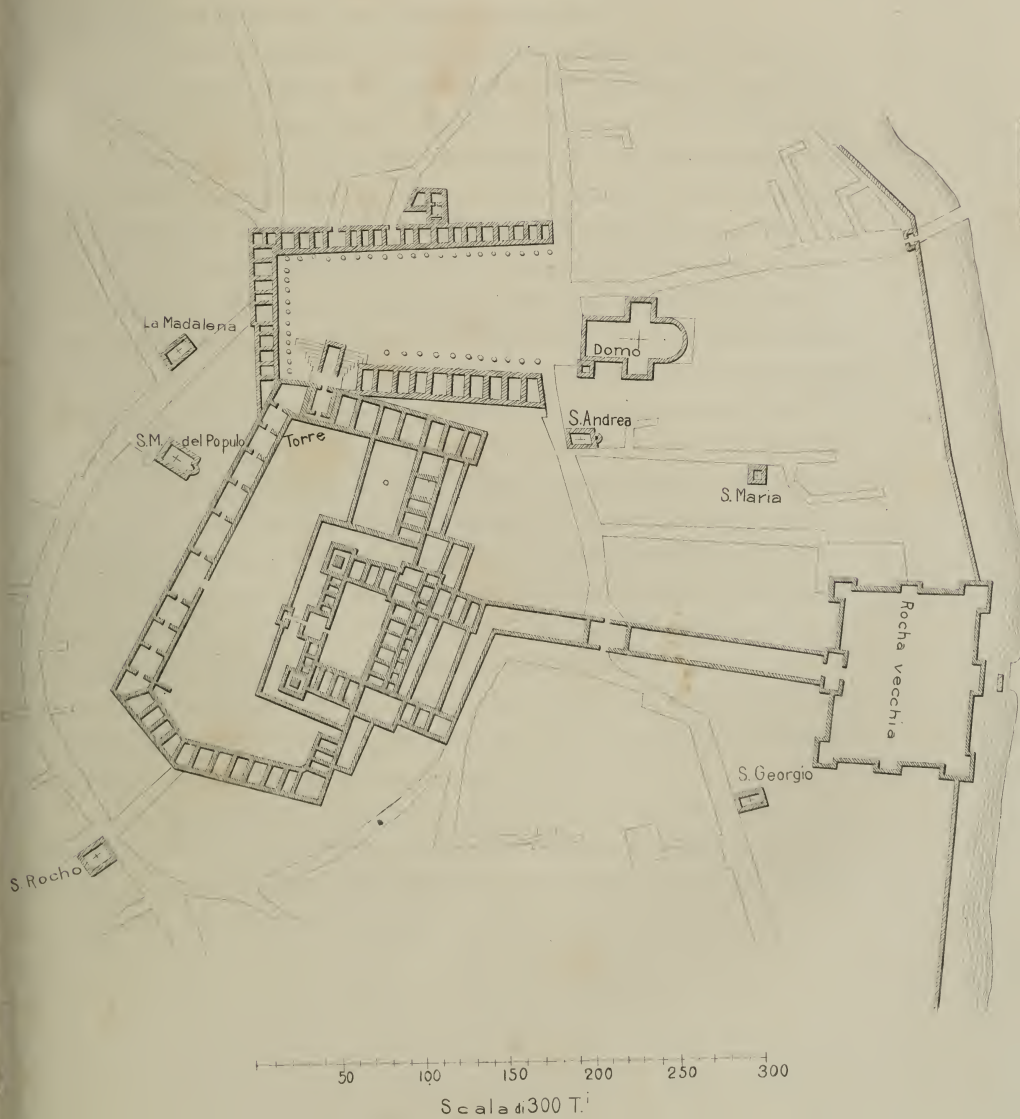 La Madalena
Domo
S. Andrea
S.M. del Populo
Torre
S. Maria
Rocha vecchia
S. Georgio
S. Rocho
50 100 150 200 250 300
Scala di 300 T.i